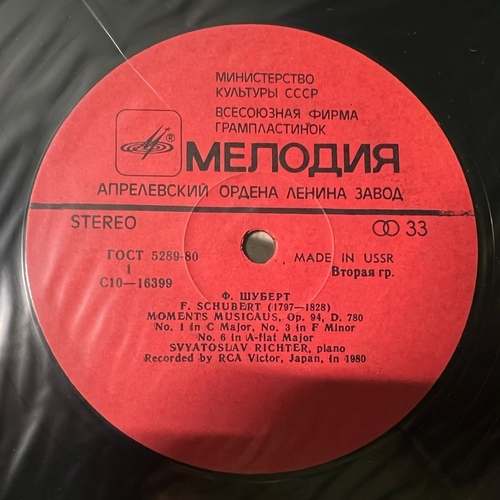 МИНИСТЕРСТВО
КУЛЬТУРЫ СССР
ВСЕСОЮЗНАЯ ФИРМА
ГРАМПЛАСТИНОК
®
МЕЛОДИЯ
АПРЕЛЕВСКИЙ ОРДЕНА ЛЕНИНА ЗАВОД
STEREO 33
ГОСТ 5289-80 MADE IN USSR
1 Вторая гр.
С10—16399
Ф. ШУБЕРТ
F. SCHUBERT (1797—1828)
MOMENTS MUSICAUS, Op. 94, D. 780
No. 1 in C Major, No. 3 in F Minor
No. 6 in A-flat Major
SVYATOSLAV RICHTER, piano
Recorded by RCA Victor, Japan, in 1980